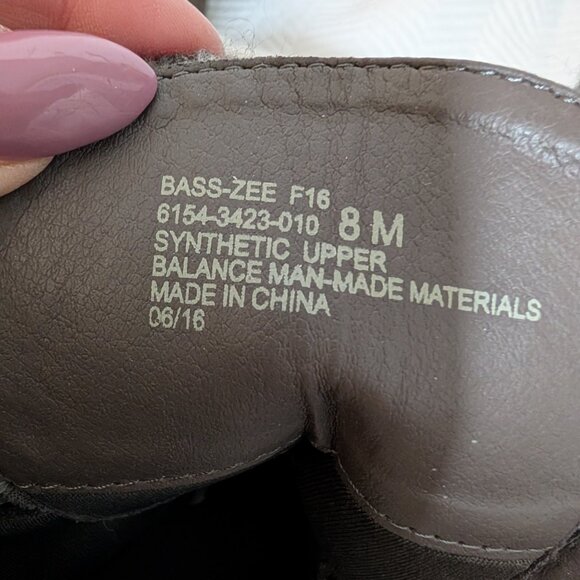 BASS-ZEE F16
6154-3423-010 8 M
SYNTHETIC UPPER
BALANCE MAN-MADE MATERIALS
MADE IN CHINA
06/16